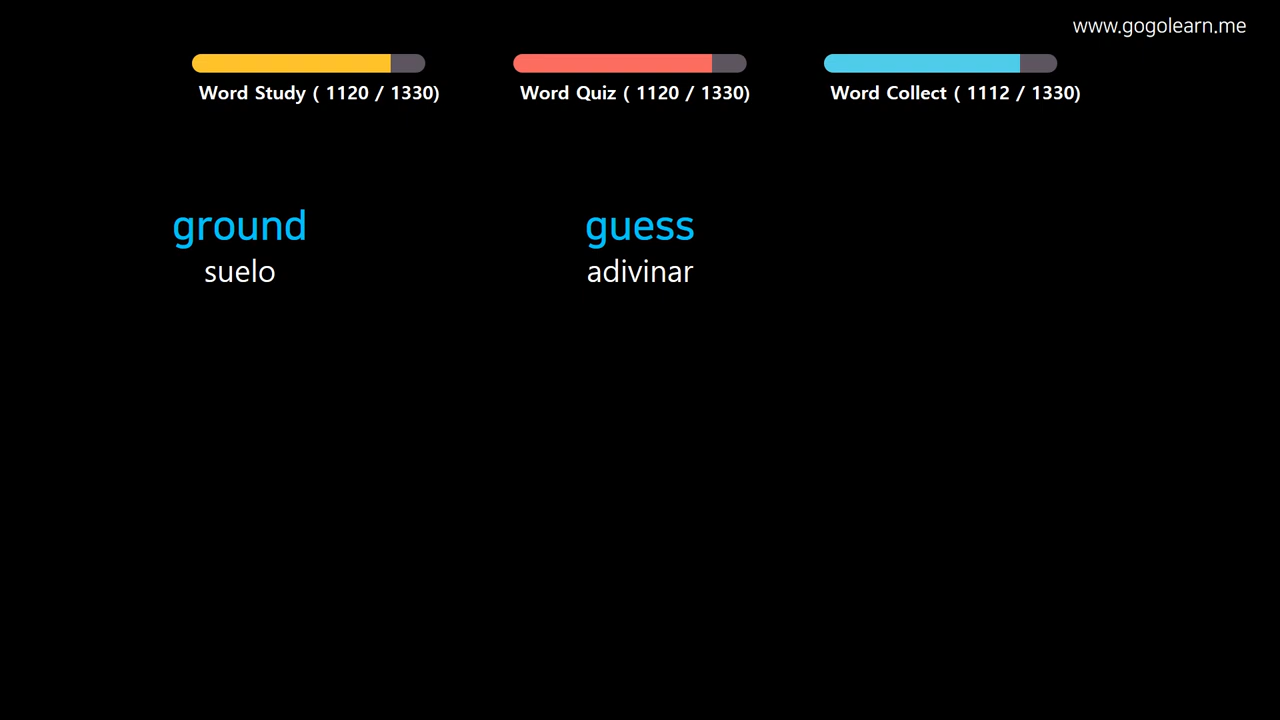 www.gogolearn.me
Word Study ( 1120 / 1330)
Word Quiz ( 1120 / 1330)
Word Collect ( 1112 / 1330)
ground
suelo
guess
adivinar